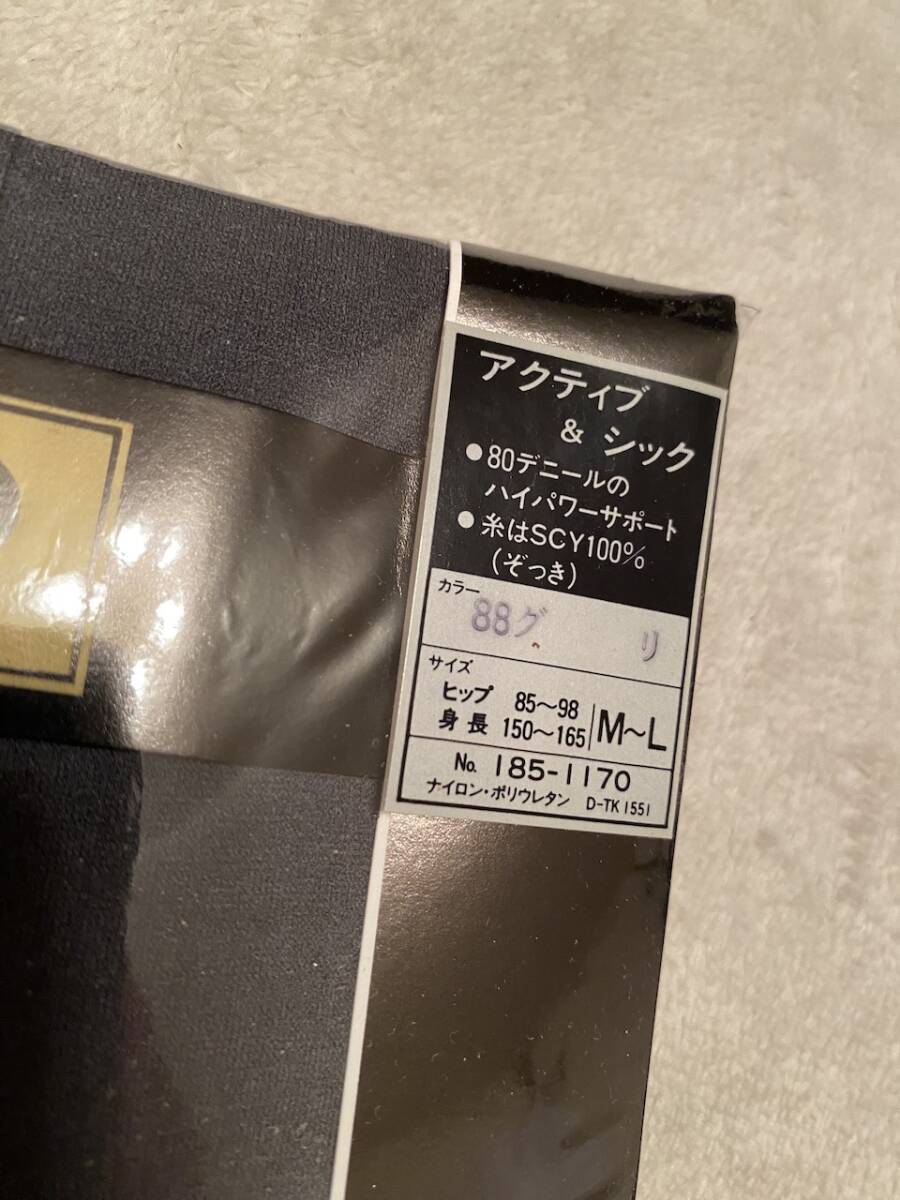 アクティブ
& シック
●80デニールの
ハイパワーサポート
●糸はSCY100%
(ぞっき)
カラー
88グ リ
サイズ
ヒップ 85〜98
身長 150〜165
M〜L
No. 185-1170
ナイロン・ポリウレタン D-TK1551